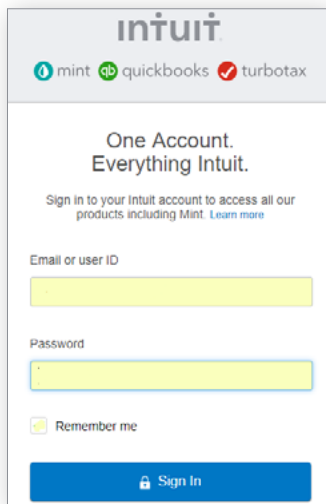 intuit
mint qb quickbooks turbotax
One Account.
Everything Intuit.
Sign in to your Intuit account to access all our
products including Mint. Learn more
Email or user ID
Password
Remember me
Sign In